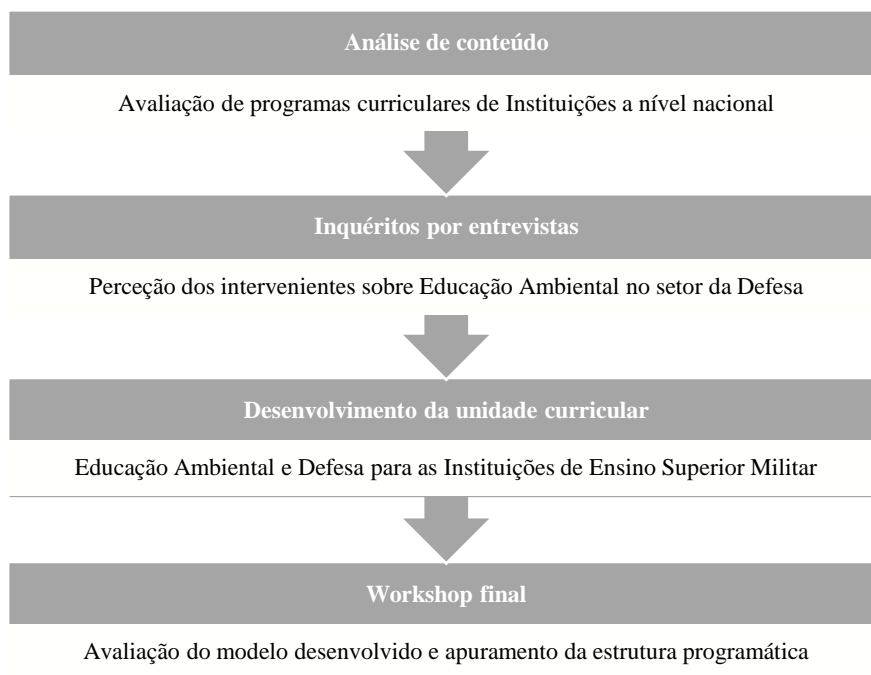 Análise de conteúdo
Avaliação de programas curriculares de Instituições a nível nacional
Inquéritos por entrevistas
Perceção dos intervenientes sobre Educação Ambiental no setor da Defesa
Desenvolvimento da unidade curricular
Educação Ambiental e Defesa para as Instituições de Ensino Superior Militar
Workshop final
Avaliação do modelo desenvolvido e apuramento da estrutura programática